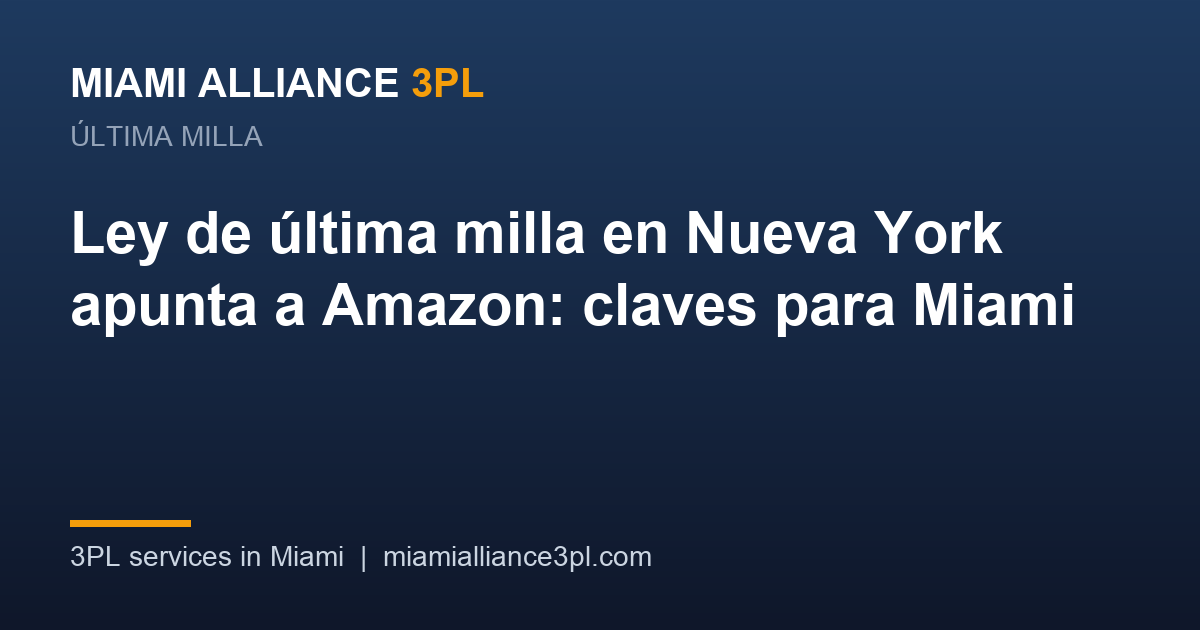 MIAMI ALLIANCE 3PL
ÚLTIMA MILLA
Ley de última milla en Nueva York
apunta a Amazon: claves para Miami
3PL services in Miami | miamialliance3pl.com